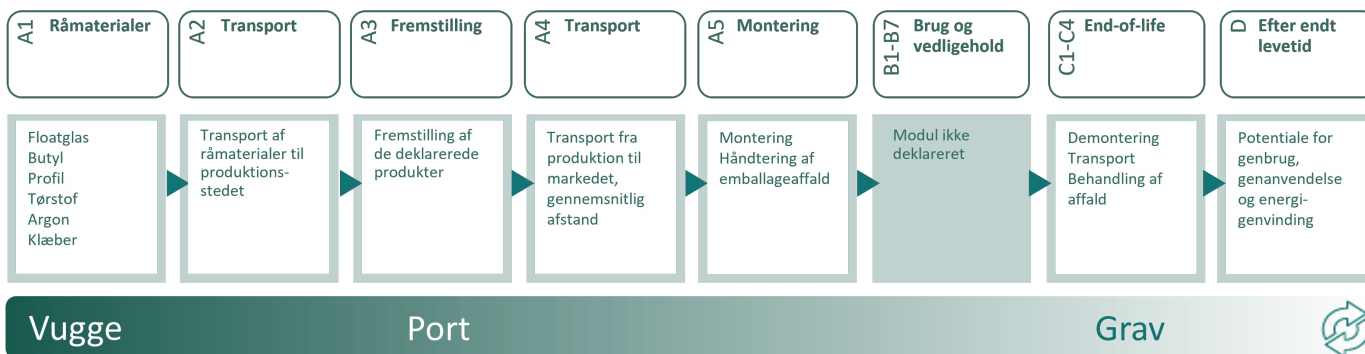 A1 Råmaterialer
A2 Transport
A3 Fremstilling
A4 Transport
A5 Montering
B1-B7 Brug og
vedligehold
C1-C4 End-of-life
D Efter endt
levetid
Floatglas
Butyl
Profil
Tørstof
Argon
Klæber
Transport af
råmaterialer til
produktions-
stedet
Fremstilling af
de deklarerede
produkter
Transport fra
produktion til
markedet,
gennemsnitlig
afstand
Montering
Håndtering af
emballageaffald
Modul ikke
deklareret
Demontering
Transport
Behandling af
affald
Potentiale for
genbrug,
genanvendelse
og energi-
genvinding
Vugge
Port
Grav